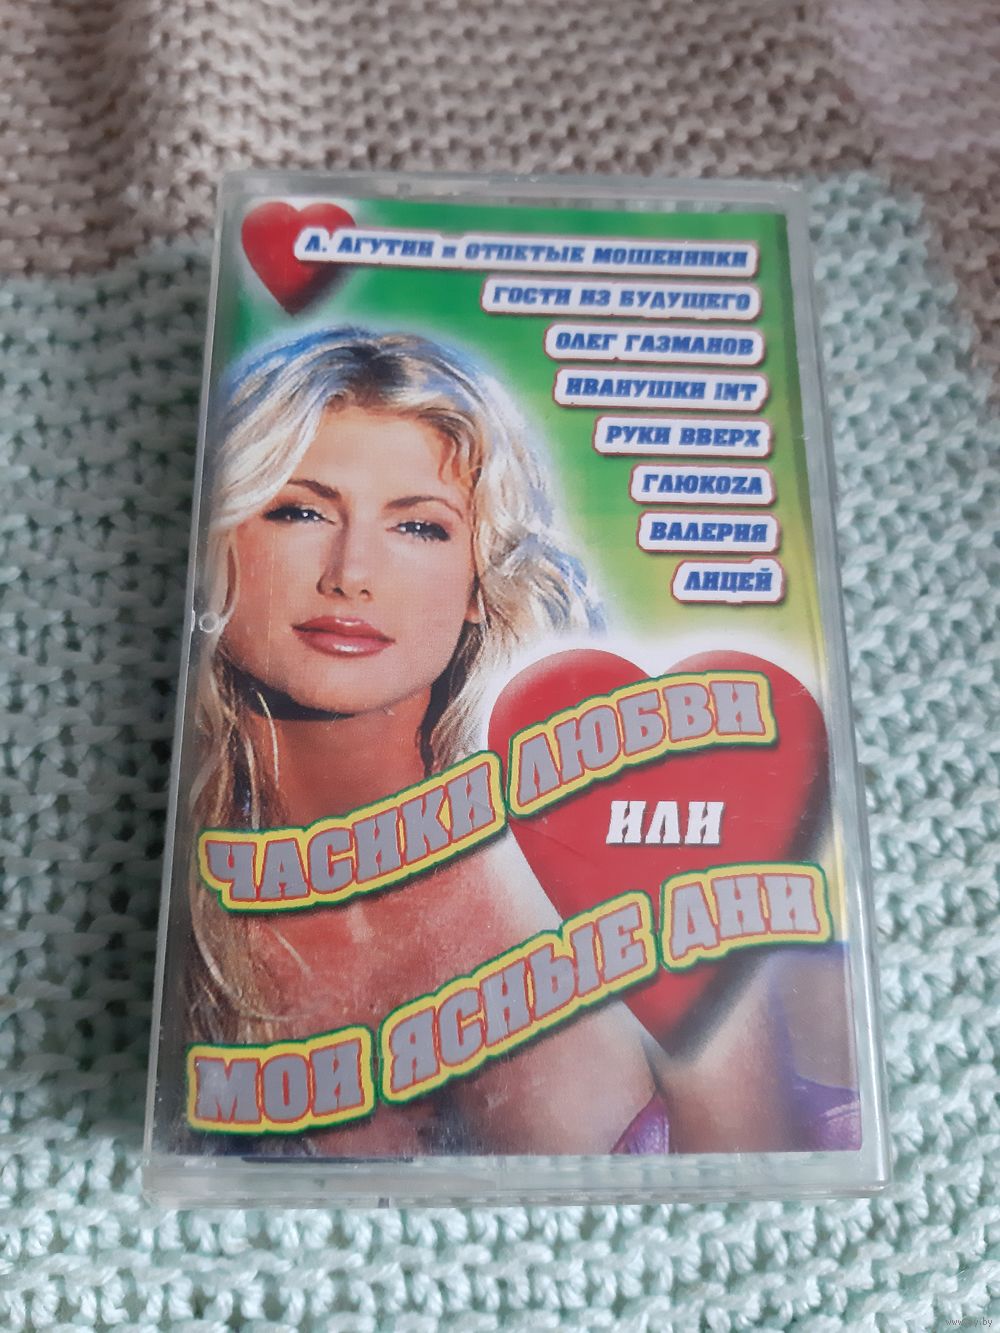 Л. АГУТИН и ОТПЕТЫЕ МОШЕННИКИ
ГОСТИ ИЗ БУДУЩЕГО
ОЛЕГ ГАЗМАНОВ
ИВАНУШКИ INT
РУКИ ВВЕРХ
ГЛЮКОZА
ВАЛЕРИЯ
ЛИЦЕЙ
ЧАСИКИ ЛЮБВИ
ИЛИ
МОИ ЯСНЫЕ ДНИ